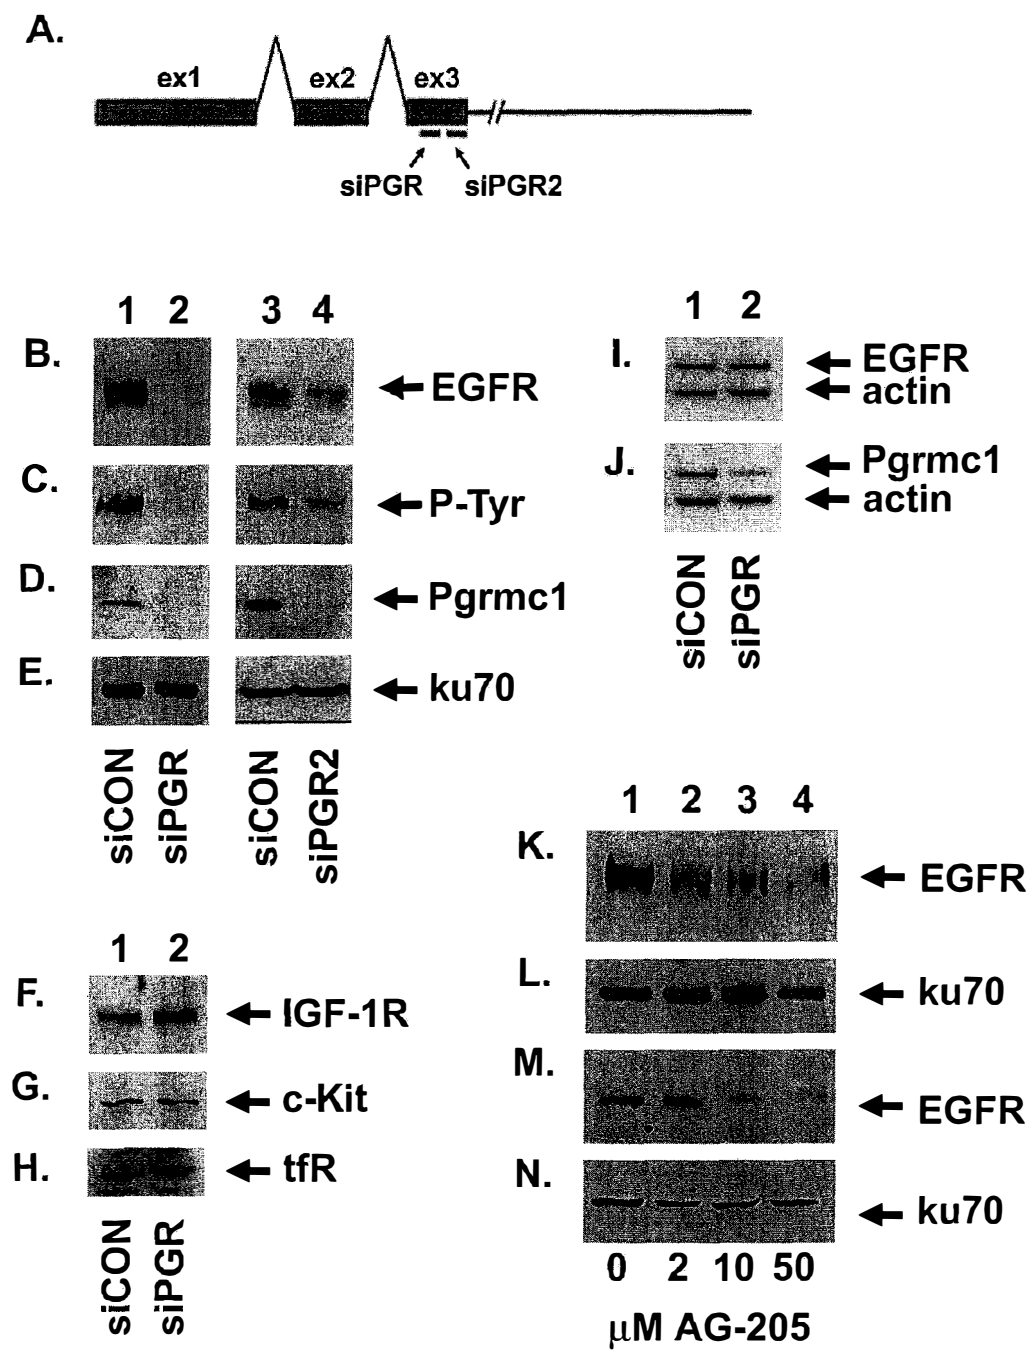 A.
ex1 ex2 ex3
siPGR siPGR2
1 2 3 4
B. EGFR
C. P-Tyr
D. Pgrmc1
E. ku70
siCON siPGR siCON siPGR2
1 2
F. IGF-1R
G. c-Kit
H. tfR
siCON siPGR
1 2
I. EGFR
actin
J. Pgrmc1
actin
siCON siPGR
1 2 3 4
K. EGFR
L. ku70
M. EGFR
N. ku70
0 2 10 50
μM AG-205